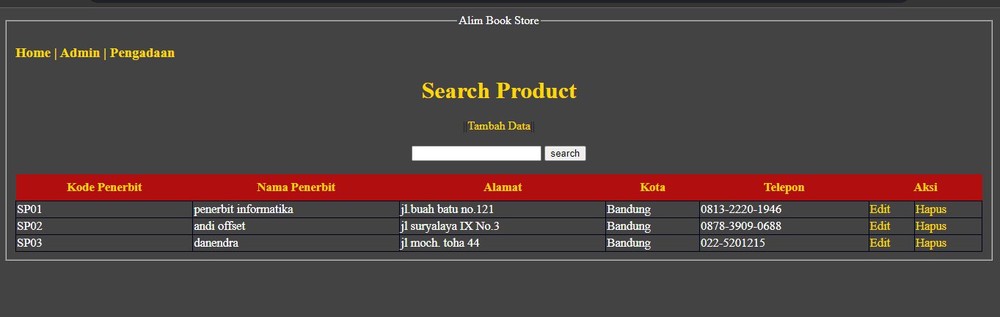 Alim Book Store
Home | Admin | Pengadaan
Search Product
||Tambah Data||
search
Kode Penerbit Nama Penerbit Alamat Kota Telepon Aksi
SP01 penerbit informatika jl.buah batu no.121 Bandung 0813-2220-1946 Edit Hapus
SP02 andi offset jl suryalaya IX No.3 Bandung 0878-3909-0688 Edit Hapus
SP03 danendra jl moch. toha 44 Bandung 022-5201215 Edit Hapus